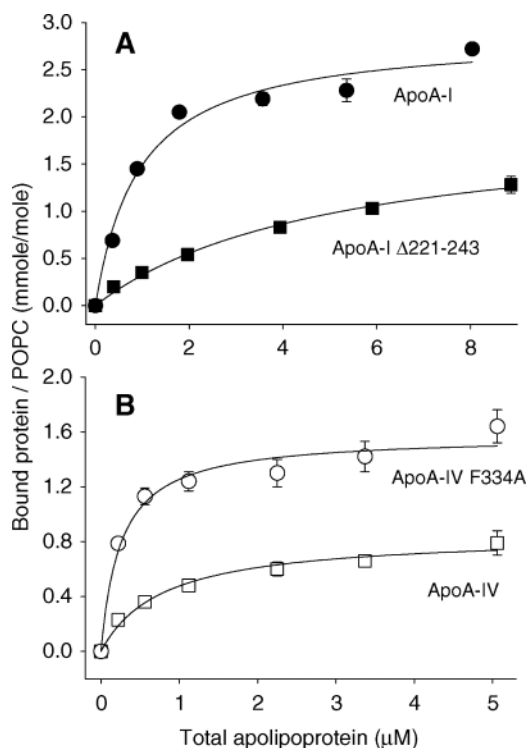 A
3.0
2.5
2.0
1.5
1.0
0.5
0.0
ApoA-I
ApoA-I Δ221-243
0 2 4 6 8
Bound protein / POPC (mmole/mole)
B
1.6
1.2
0.8
0.4
0.0
ApoA-IV F334A
ApoA-IV
0 1 2 3 4 5
Total apolipoprotein (μM)